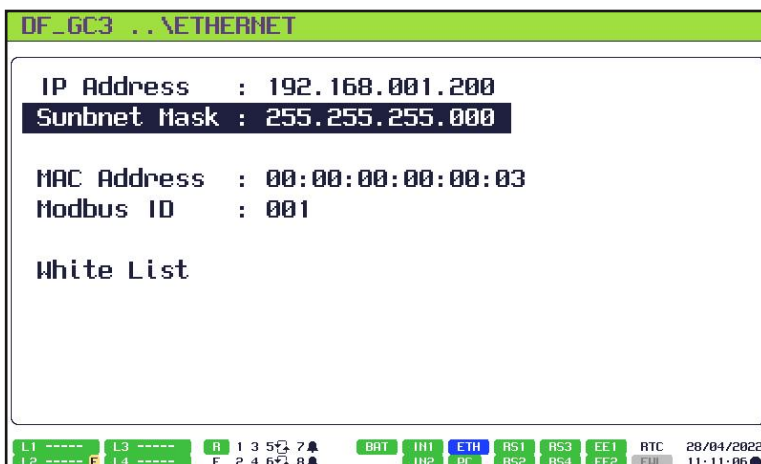 DF_GC3 ..\ETHERNET
IP Address : 192.168.001.200
Sunbnet Mask : 255.255.255.000
MAC Address : 00:00:00:00:00:03
Modbus ID : 001
White List
L1 ----- L3 ----- R 1 3 5 7 BAT IN1 ETH RS1 RS3 EE1 RTC 28/04/2022
L2 ----- E L4 ----- F 2 4 6 8 IN2 PC RS2 RS4 EE2 11:11:06